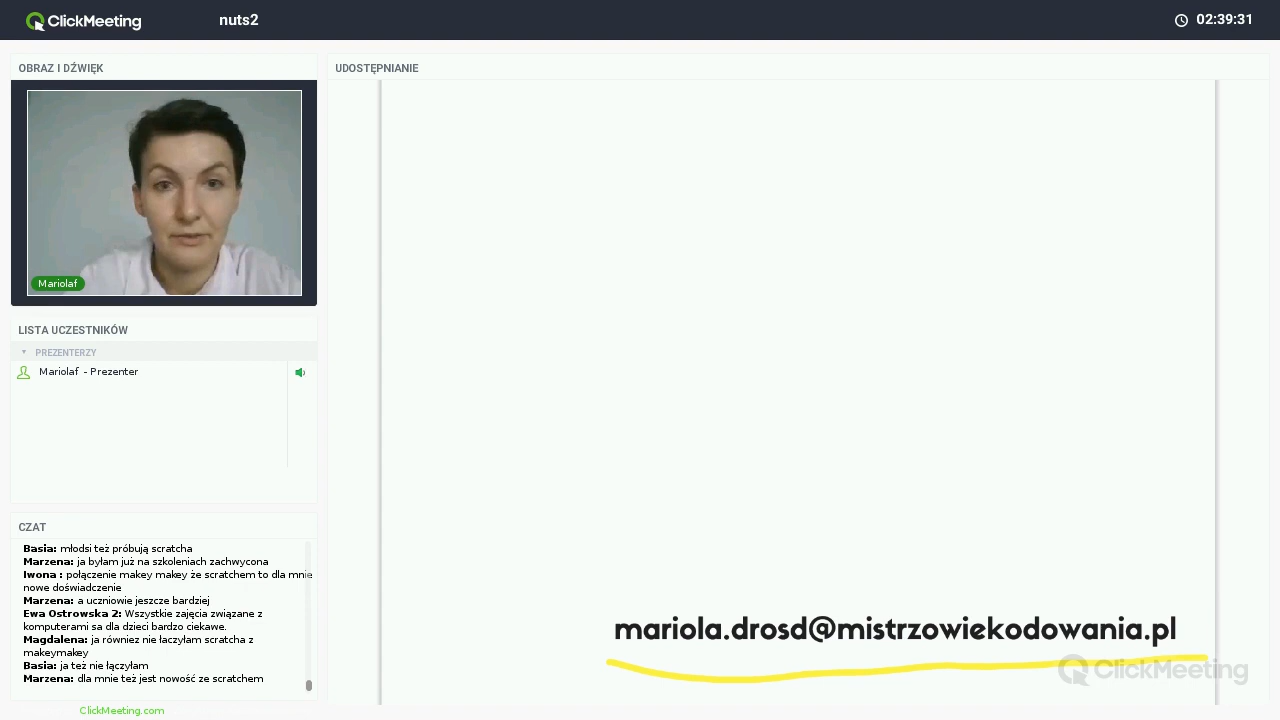 ClickMeeting
nuts2
02:39:31
OBRAZ I DŹWIĘK
Mariolaf
LISTA UCZESTNIKÓW
PREZENTERZY
Mariolaf - Prezenter
CZAT
Basia: młodsi też próbują scratcha
Marzena: ja byłam już na szkoleniach zachwycona
Iwona : połączenie makey makey że scratchem to dla mnie
nowe doświadczenie
Marzena: a uczniowie jeszcze bardziej
Ewa Ostrowska 2: Wszystkie zajęcia związane z
komputerami sa dla dzieci bardzo ciekawe.
Magdalena: ja równiez nie łaczyłam scratcha z
makeymakey
Basia: ja też nie łączyłam
Marzena: dla mnie też jest nowość ze scratchem
ClickMeeting.com
UDOSTĘPNIANIE
mariola.drosd@mistrzowiekodowania.pl
ClickMeeting